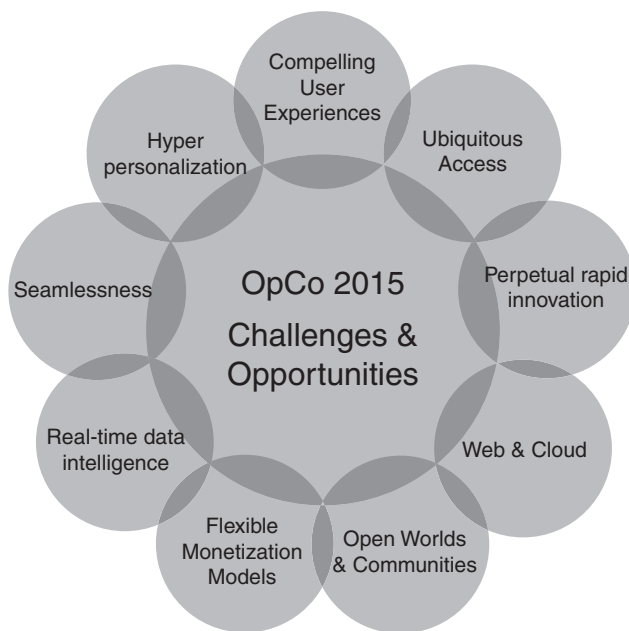 Compelling
User
Experiences
Ubiquitous
Access
Perpetual rapid
innovation
Web & Cloud
Open Worlds
& Communities
Flexible
Monetization
Models
Real-time data
intelligence
Seamlessness
Hyper
personalization
OpCo 2015
Challenges &
Opportunities